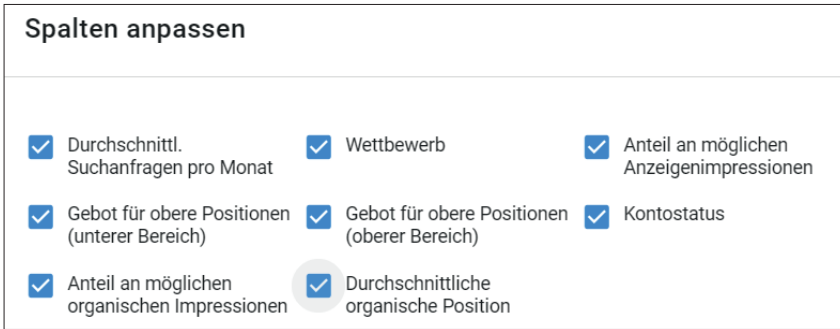 Spalten anpassen
Durchschnittl.
Suchanfragen pro Monat
Wettbewerb
Anteil an möglichen
Anzeigenimpressionen
Gebot für obere Positionen
(unterer Bereich)
Gebot für obere Positionen
(oberer Bereich)
Kontostatus
Anteil an möglichen
organischen Impressionen
Durchschnittliche
organische Position